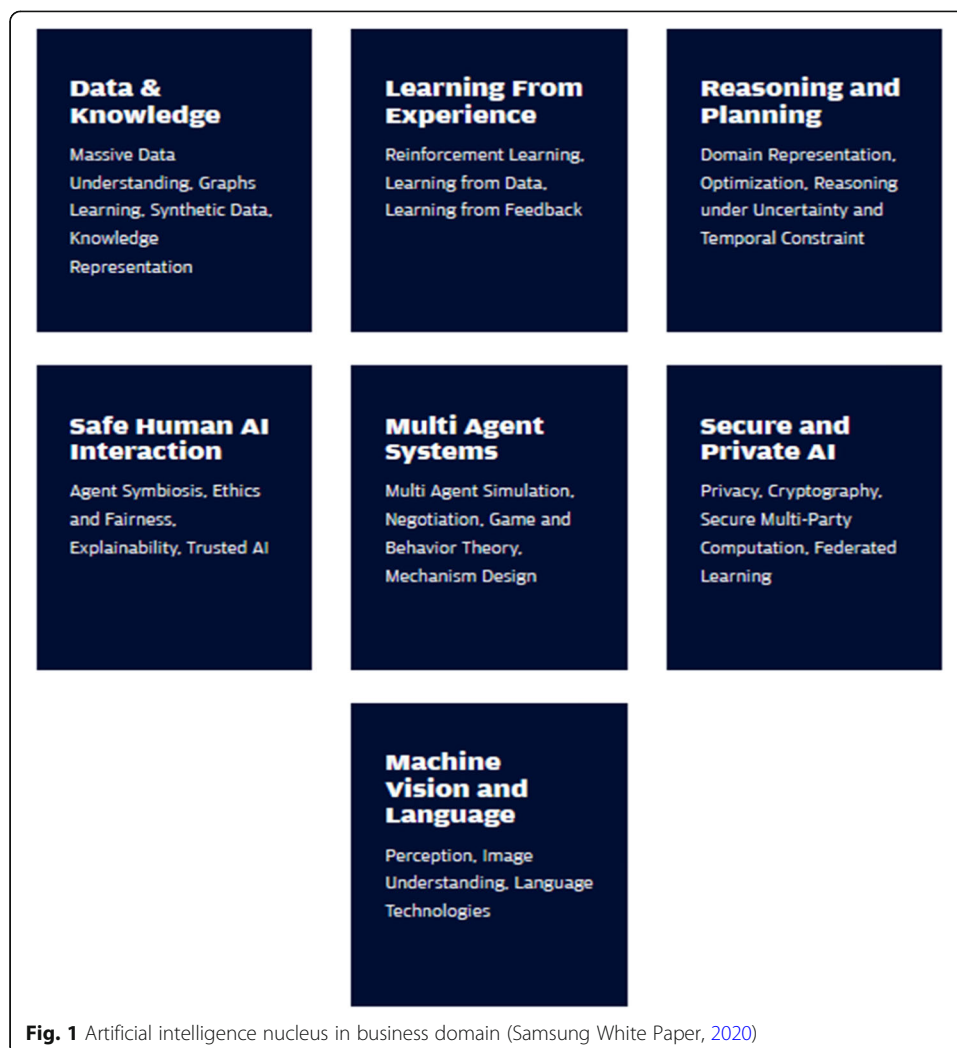 Data &
Knowledge
Massive Data
Understanding, Graphs
Learning, Synthetic Data,
Knowledge
Representation
Learning From
Experience
Reinforcement Learning,
Learning from Data,
Learning from Feedback
Reasoning and
Planning
Domain Representation,
Optimization, Reasoning
under Uncertainty and
Temporal Constraint
Safe Human AI
Interaction
Agent Symbiosis, Ethics
and Fairness,
Explainability, Trusted AI
Multi Agent
Systems
Multi Agent Simulation,
Negotiation, Game and
Behavior Theory,
Mechanism Design
Secure and
Private AI
Privacy, Cryptography,
Secure Multi-Party
Computation, Federated
Learning
Machine
Vision and
Language
Perception, Image
Understanding, Language
Technologies
Fig. 1 Artificial intelligence nucleus in business domain (Samsung White Paper, 2020)